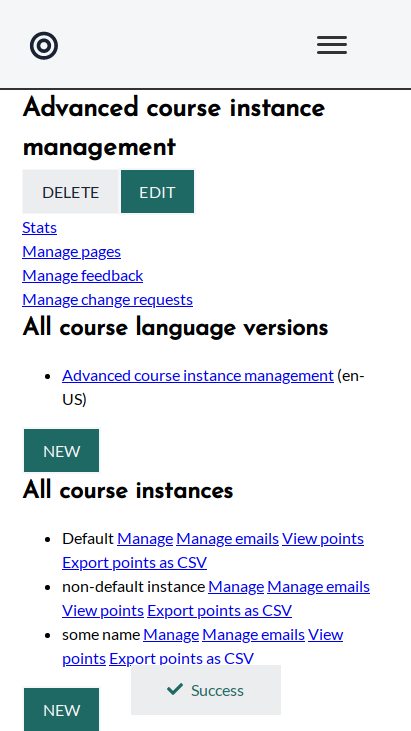 Advanced course instance
management
DELETE EDIT
Stats
Manage pages
Manage feedback
Manage change requests
All course language versions
Advanced course instance management (en-
US)
NEW
All course instances
Default Manage Manage emails View points
Export points as CSV
non-default instance Manage Manage emails
View points Export points as CSV
some name Manage Manage emails View
points Export points as CSV
Success
NEW